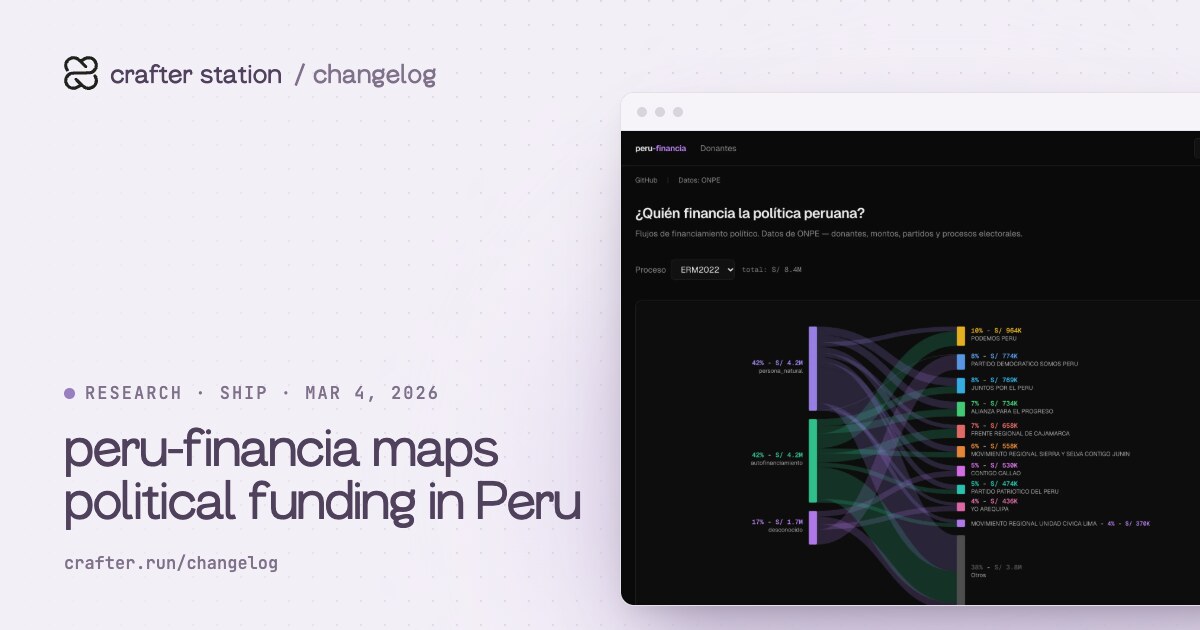 crafter station / changelog
RESEARCH · SHIP · MAR 4, 2026
peru-financia maps
political funding in Peru
crafter.run/changelog
peru-financia Donantes
GitHub Datos: ONPE
¿Quién financia la política peruana?
Flujos de financiamiento político. Datos de ONPE — donantes, montos, partidos y procesos electorales.
Proceso ERM2022 total: S/ 8.4M
42% - S/ 4.2M
persona_natural
42% - S/ 4.2M
autofinanciamiento
17% - S/ 1.7M
desconocido
10% - S/ 964K
PODEMOS PERU
8% - S/ 774K
PARTIDO DEMOCRATICO SOMOS PERU
8% - S/ 769K
JUNTOS POR EL PERU
7% - S/ 734K
ALIANZA PARA EL PROGRESO
7% - S/ 658K
FRENTE REGIONAL DE CAJAMARCA
6% - S/ 558K
MOVIMIENTO REGIONAL SIERRA Y SELVA CONTIGO JUNIN
5% - S/ 530K
CONTIGO CALLAO
5% - S/ 474K
PARTIDO PATRIOTICO DEL PERU
4% - S/ 436K
YO AREQUIPA
MOVIMIENTO REGIONAL UNIDAD CIVICA LIMA - 4% - S/ 370K
38% - S/ 3.8M
Otros